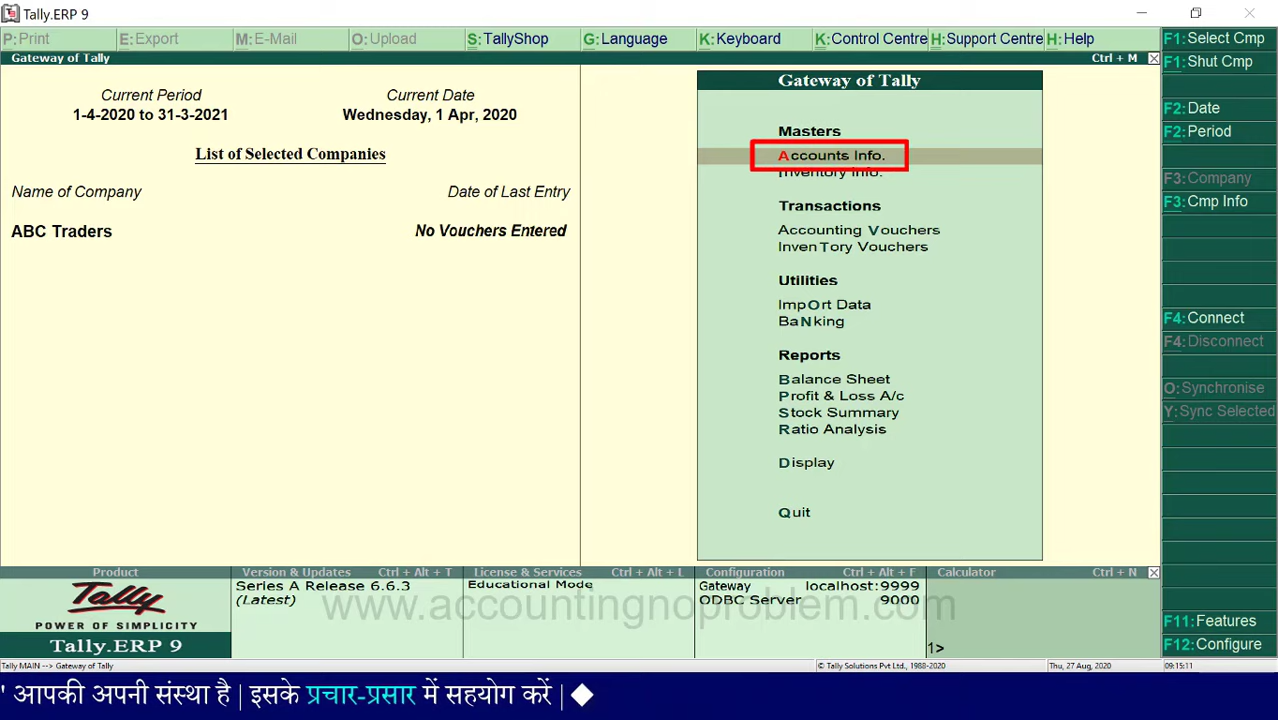 Tally.ERP 9
P: Print E: Export M: E-Mail O: Upload S: TallyShop G: Language K: Keyboard K: Control Centre H: Support Centre H: Help
Gateway of Tally Ctrl + M
Current Period Current Date
1-4-2020 to 31-3-2021 Wednesday, 1 Apr, 2020
List of Selected Companies
Name of Company Date of Last Entry
ABC Traders No Vouchers Entered
Gateway of Tally
Masters
Accounts Info.
Inventory Info.
Transactions
Accounting Vouchers
InvenTory Vouchers
Utilities
ImpOrt Data
BaNking
Reports
Balance Sheet
Profit & Loss A/c
Stock Summary
Ratio Analysis
Display
Quit
F1: Select Cmp
F1: Shut Cmp
F2: Date
F2: Period
F3: Company
F3: Cmp Info
F4: Connect
F4: Disconnect
O: Synchronise
Y: Sync Selected
F11: Features
F12: Configure
Product
Tally
POWER OF SIMPLICITY
Tally.ERP 9
Version & Updates Ctrl + Alt + T
Series A Release 6.6.3
(Latest)
License & Services Ctrl + Alt + L
Educational Mode
Configuration Ctrl + Alt + F
Gateway localhost:9999
ODBC Server 9000
Calculator Ctrl + N
1>
www.accountingnoproblem.com
Tally MAIN --> Gateway of Tally © Tally Solutions Pvt Ltd., 1988-2020 Thu, 27 Aug, 2020 09:15:11
' आपकी अपनी संस्था है | इसके प्रचार-प्रसार में सहयोग करें | ◆